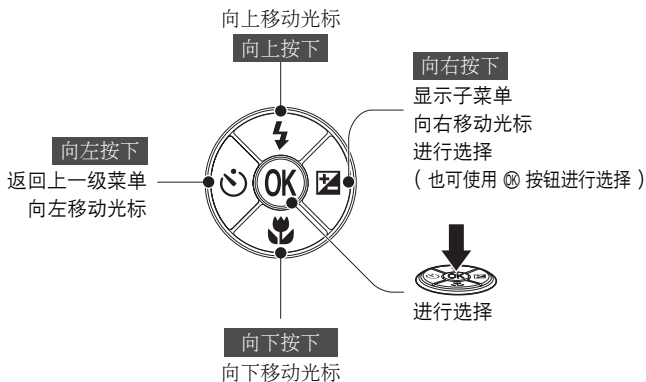 向上移动光标
向上按下
向右按下
显示子菜单
向右移动光标
进行选择
( 也可使用 OK 按钮进行选择 )
向左按下
返回上一级菜单
向左移动光标
OK
OK
进行选择
向下按下
向下移动光标